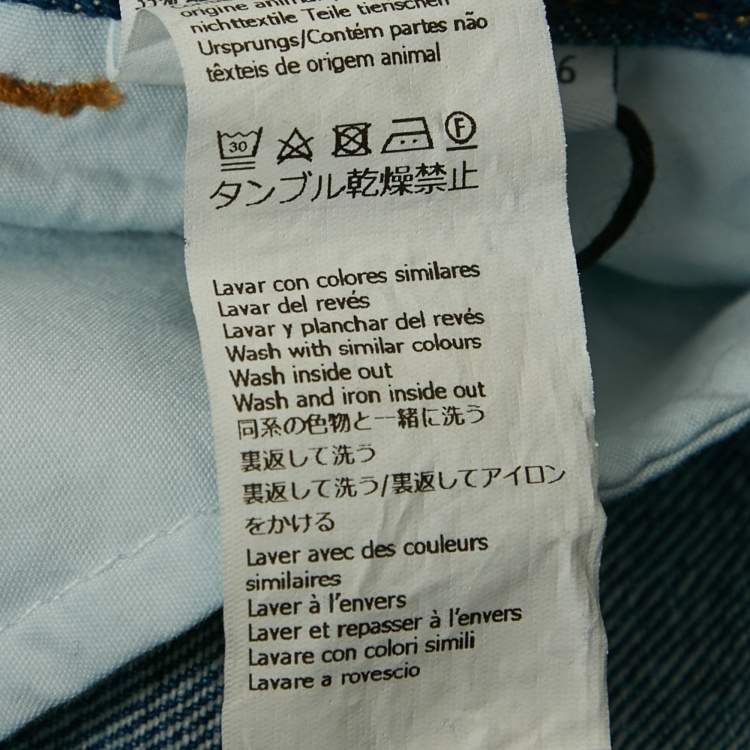 origine
nichttextile Teile tierischen
Ursprungs/Contém partes não
têxteis de origem animal
6
30
F
タンブル乾燥禁止
Lavar con colores similares
Lavar del revés
Lavar y planchar del revés
Wash with similar colours
Wash inside out
Wash and iron inside out
同系の色物と一緒に洗う
裏返して洗う
裏返して洗う/裏返してアイロン
をかける
Laver avec des couleurs
similaires
Laver à l'envers
Laver et repasser à l'envers
Lavare con colori simili
Lavare a rovescio